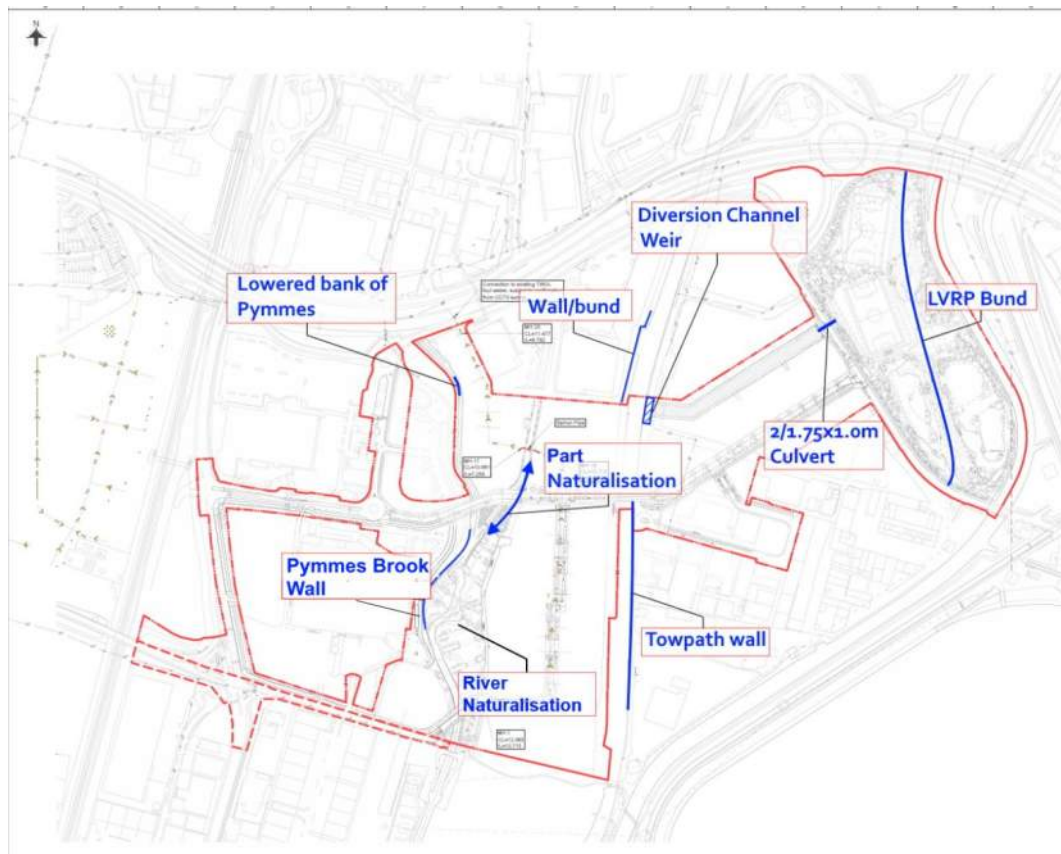 N
Diversion Channel
Weir
Lowered bank of
Pymmes
Wall/bund
LVRP Bund
2/1.75x1.0m
Culvert
Part
Naturalisation
Pymmes Brook
Wall
Towpath wall
River
Naturalisation